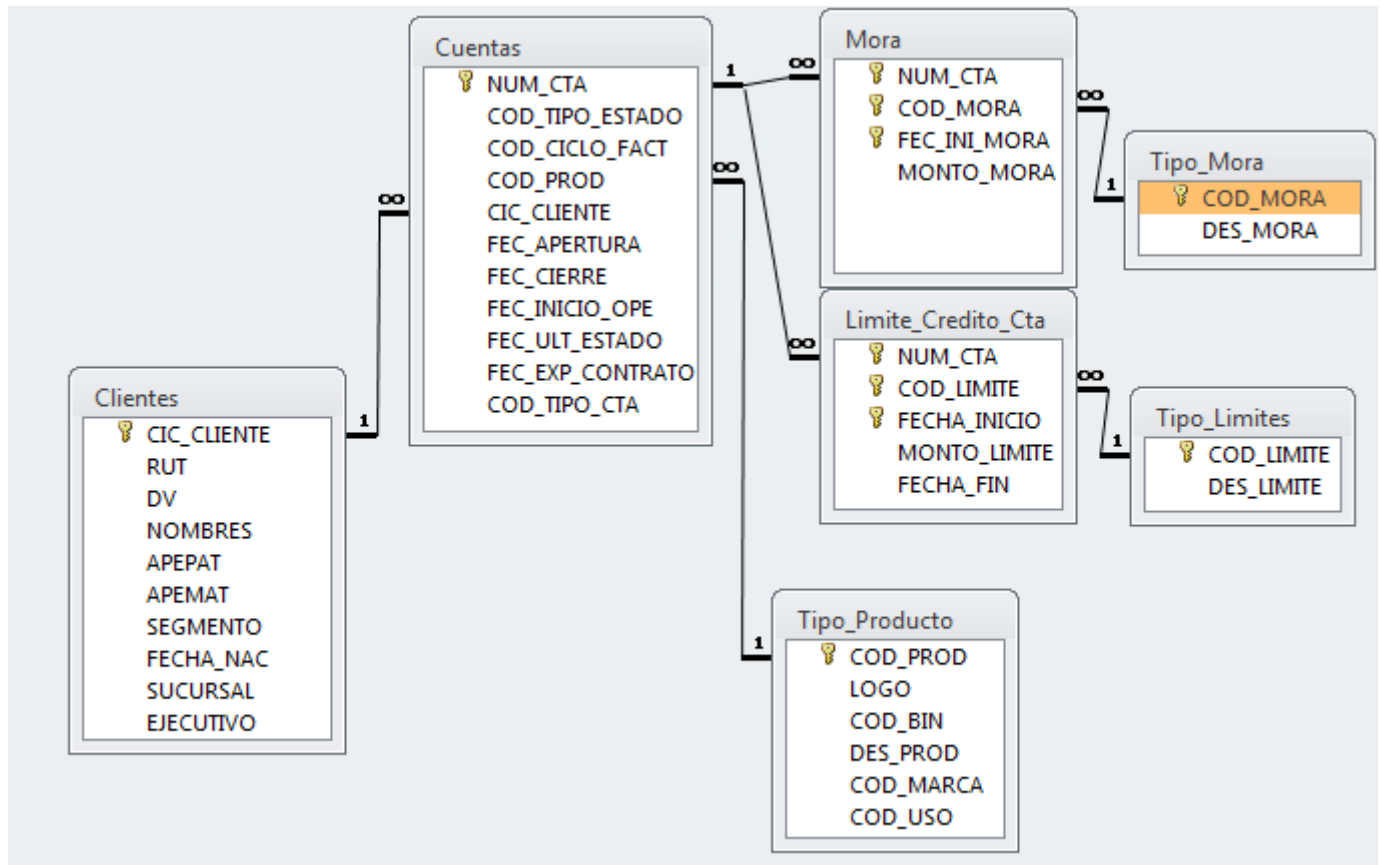 Cuentas
NUM_CTA
COD_TIPO_ESTADO
COD_CICLO_FACT
COD_PROD
CIC_CLIENTE
FEC_APERTURA
FEC_CIERRE
FEC_INICIO_OPE
FEC_ULT_ESTADO
FEC_EXP_CONTRATO
COD_TIPO_CTA
1
∞
∞
Mora
NUM_CTA
COD_MORA
FEC_INI_MORA
MONTO_MORA
∞
∞
Tipo_Mora
COD_MORA
DES_MORA
1
Limite_Credito_Cta
NUM_CTA
COD_LIMITE
FECHA_INICIO
MONTO_LIMITE
FECHA_FIN
∞
∞
Tipo_Limites
COD_LIMITE
DES_LIMITE
1
Clientes
CIC_CLIENTE
RUT
DV
NOMBRES
APEPAT
APEMAT
SEGMENTO
FECHA_NAC
SUCURSAL
EJECUTIVO
1
Tipo_Producto
COD_PROD
LOGO
COD_BIN
DES_PROD
COD_MARCA
COD_USO
1